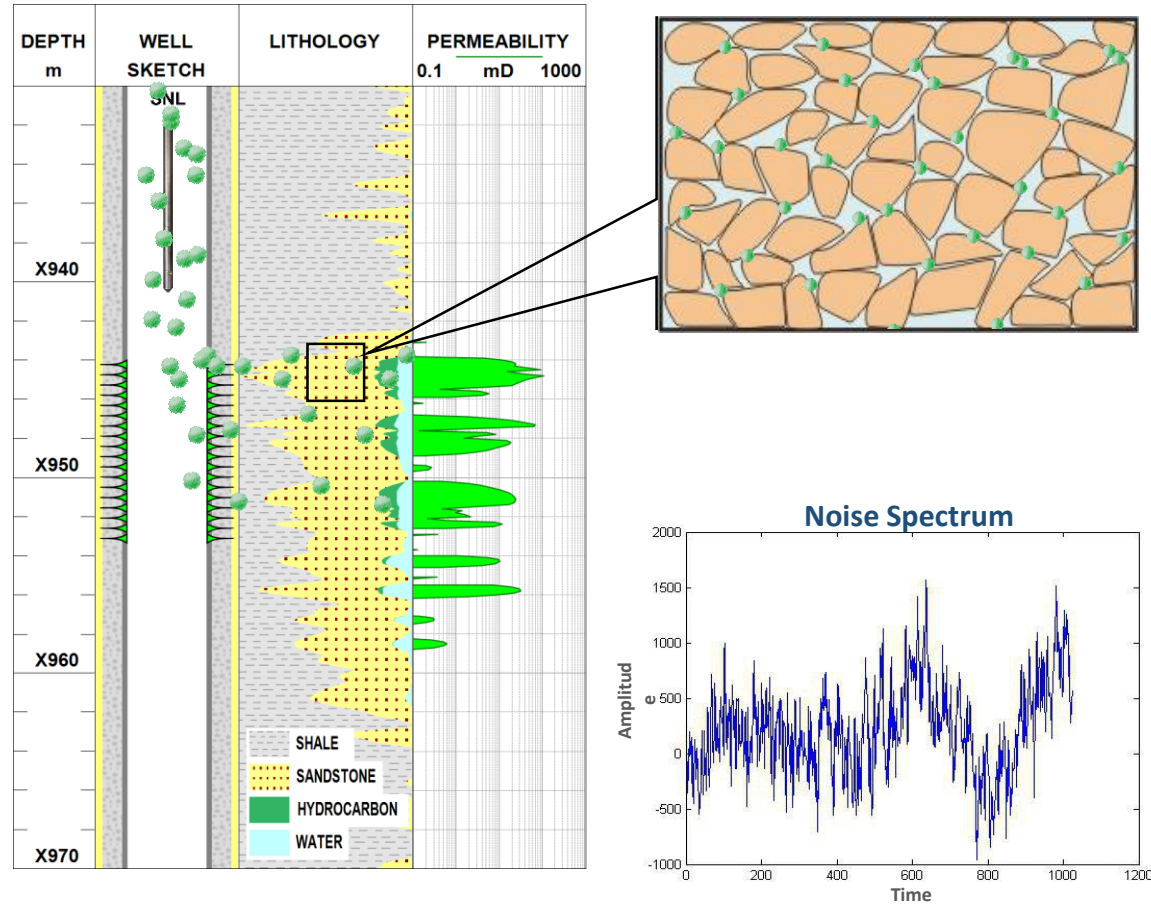 DEPTH
m
WELL
SKETCH
LITHOLOGY
PERMEABILITY
0.1 mD 1000
SNL
X940
X950
X960
X970
SHALE
SANDSTONE
HYDROCARBON
WATER
Noise Spectrum
2000
1500
1000
500
0
-500
-1000
Amplitud
e
0 200 400 600 800 1000 1200
Time